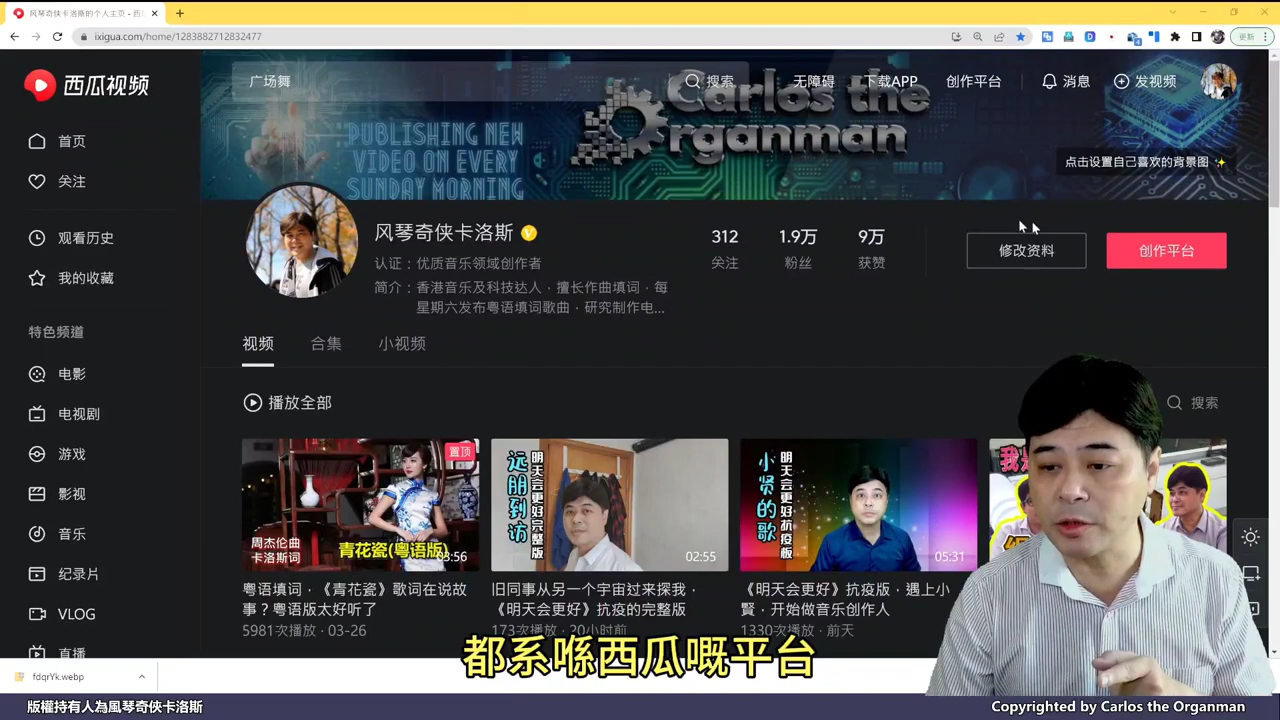 风琴奇侠卡洛斯的个人主页 - 西
ixigua.com/home/1283882712832477
更新
西瓜视频
广场舞
搜索
无障碍
下载APP
创作平台
消息
发视频
Carlos the
Organman
PUBLISHING NEW
VIDEO ON EVERY
SUNDAY MORNING
点击设置自己喜欢的背景图
首页
关注
观看历史
我的收藏
特色频道
电影
电视剧
游戏
影视
音乐
纪录片
VLOG
直播
风琴奇侠卡洛斯
认证：优质音乐领域创作者
简介：香港音乐及科技达人，擅长作曲填词，每
星期六发布粤语填词歌曲，研究制作电...
312
关注
1.9万
粉丝
9万
获赞
修改资料
创作平台
视频
合集
小视频
播放全部
搜索
置顶
周杰伦曲
卡洛斯词
青花瓷(粤语版)
03:56
粤语填词，《青花瓷》歌词在说故
事？粤语版太好听了
5981次播放 · 03-26
远朋到访
明天会更好完整版
02:55
旧同事从另一个宇宙过来探我，
《明天会更好》抗疫的完整版
173次播放 · 20小时前
小贤的歌
明天会更好抗疫版
05:31
《明天会更好》抗疫版，遇上小
賢，开始做音乐创作人
1330次播放 · 前天
都系喺西瓜嘅平台
fdqrYk.webp
版權持有人為風琴奇俠卡洛斯
Copyrighted by Carlos the Organman